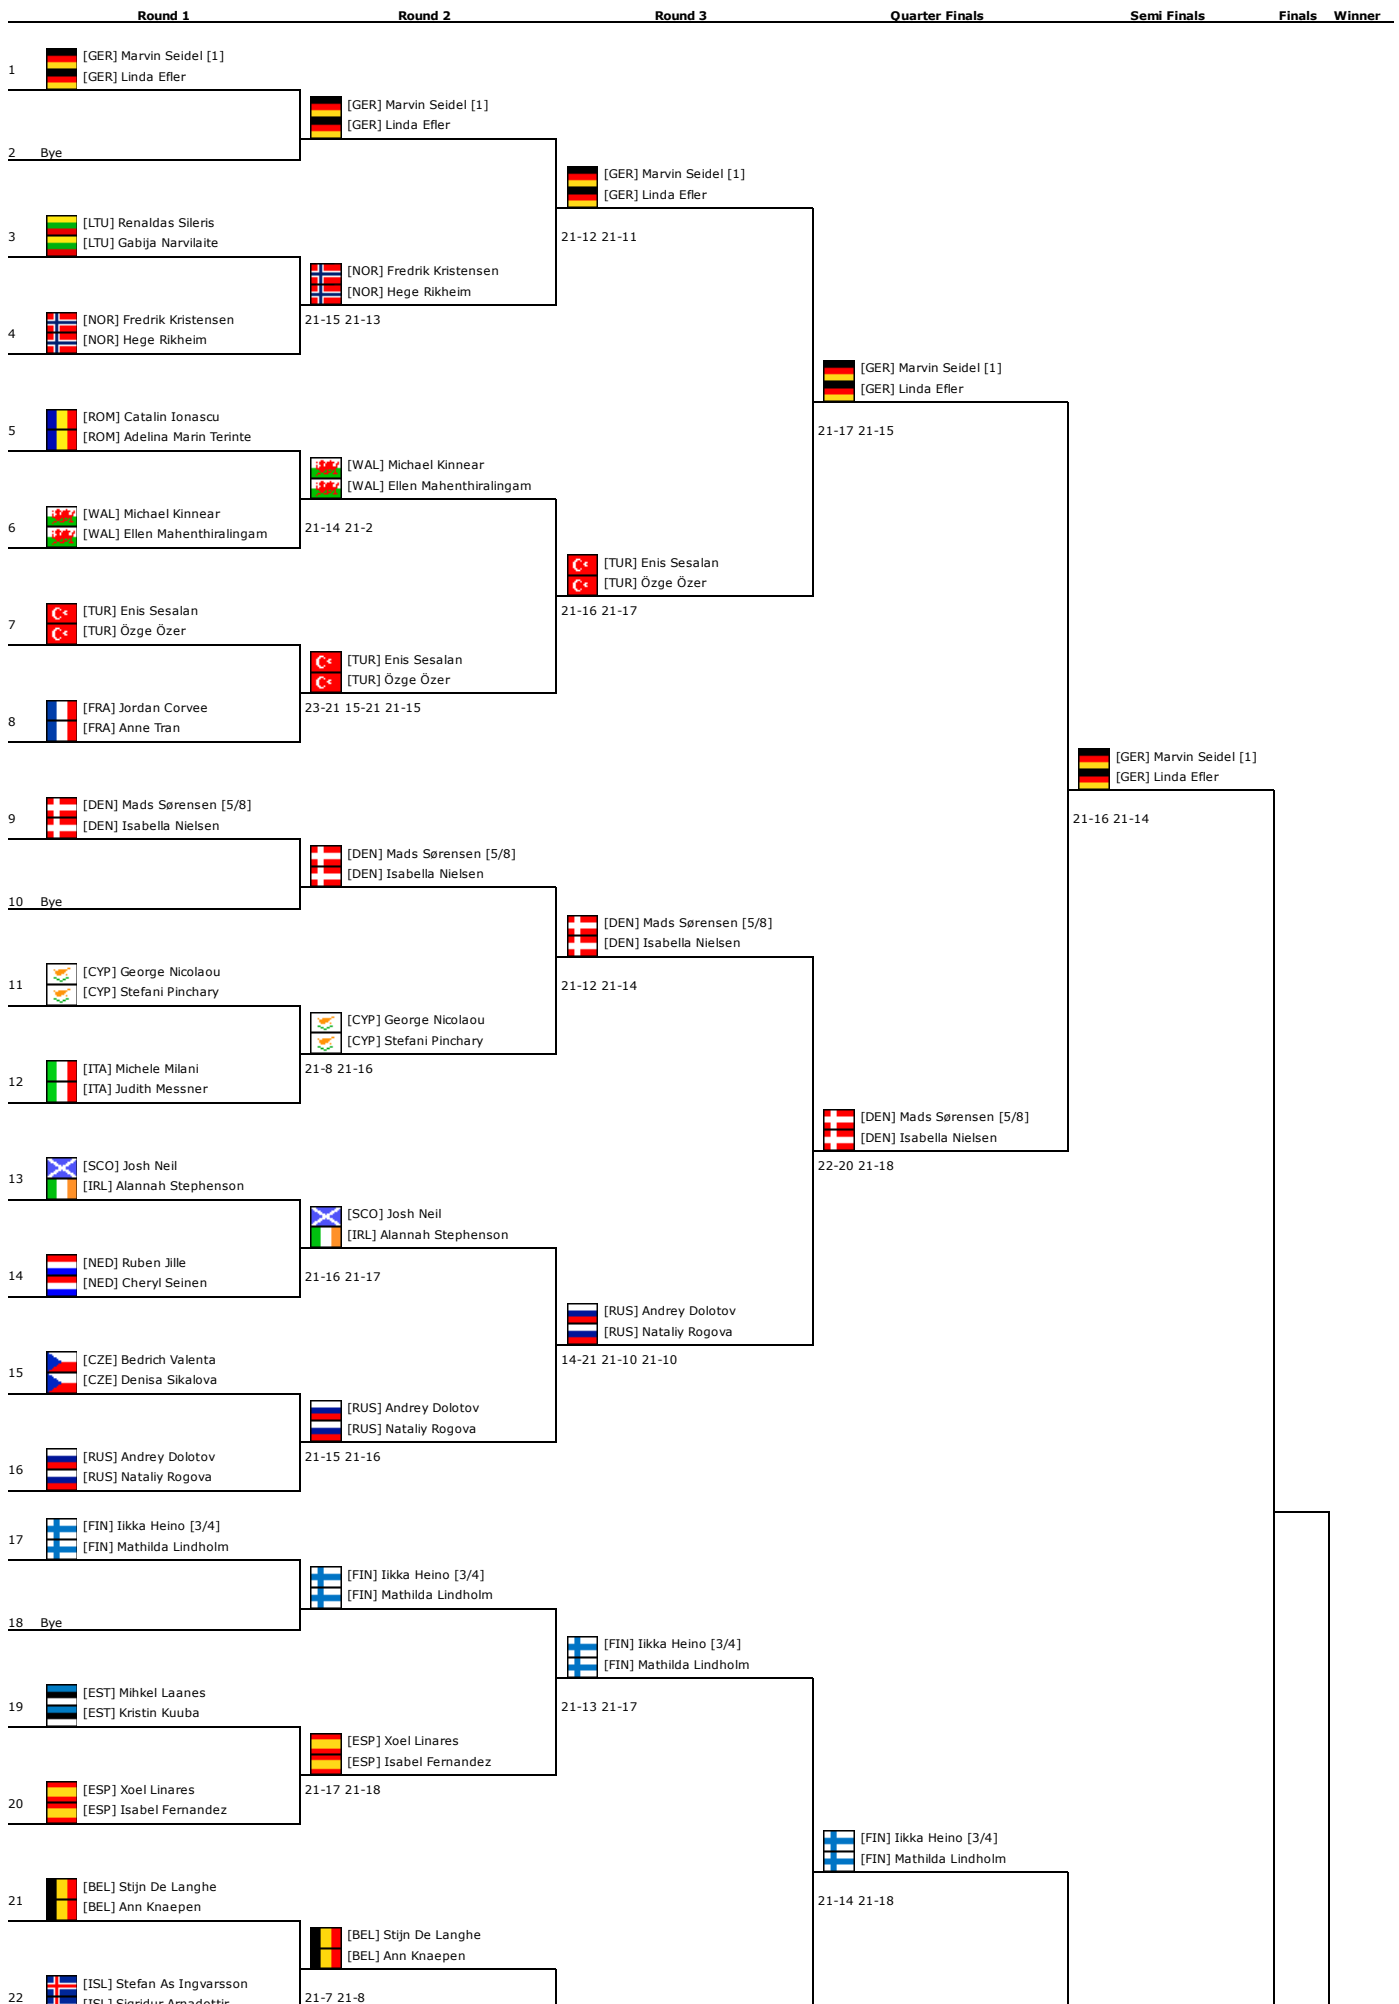 Round 1 Round 2 Round 3 Quarter Finals Semi Finals Finals Winner
1 [GER] Marvin Seidel [1]
[GER] Linda Efler
[GER] Marvin Seidel [1]
[GER] Linda Efler
2 Bye
[GER] Marvin Seidel [1]
[GER] Linda Efler
3 [LTU] Renaldas Sileris
[LTU] Gabija Narvilaite
21-12 21-11
[NOR] Fredrik Kristensen
[NOR] Hege Rikheim
4 [NOR] Fredrik Kristensen
[NOR] Hege Rikheim
21-15 21-13
[GER] Marvin Seidel [1]
[GER] Linda Efler
5 [ROM] Catalin Ionascu
[ROM] Adelina Marin Terinte
21-17 21-15
[WAL] Michael Kinnear
[WAL] Ellen Mahenthiralingam
6 [WAL] Michael Kinnear
[WAL] Ellen Mahenthiralingam
21-14 21-2
[TUR] Enis Sesalan
[TUR] Özge Özer
7 [TUR] Enis Sesalan
[TUR] Özge Özer
21-16 21-17
[TUR] Enis Sesalan
[TUR] Özge Özer
8 [FRA] Jordan Corvee
[FRA] Anne Tran
23-21 15-21 21-15
[GER] Marvin Seidel [1]
[GER] Linda Efler
9 [DEN] Mads Sørensen [5/8]
[DEN] Isabella Nielsen
21-16 21-14
[DEN] Mads Sørensen [5/8]
[DEN] Isabella Nielsen
10 Bye
[DEN] Mads Sørensen [5/8]
[DEN] Isabella Nielsen
11 [CYP] George Nicolaou
[CYP] Stefani Pinchary
21-12 21-14
[CYP] George Nicolaou
[CYP] Stefani Pinchary
12 [ITA] Michele Milani
[ITA] Judith Messner
21-8 21-16
[DEN] Mads Sørensen [5/8]
[DEN] Isabella Nielsen
13 [SCO] Josh Neil
[IRL] Alannah Stephenson
22-20 21-18
[SCO] Josh Neil
[IRL] Alannah Stephenson
14 [NED] Ruben Jille
[NED] Cheryl Seinen
21-16 21-17
[RUS] Andrey Dolotov
[RUS] Nataliy Rogova
15 [CZE] Bedrich Valenta
[CZE] Denisa Sikalova
14-21 21-10 21-10
[RUS] Andrey Dolotov
[RUS] Nataliy Rogova
16 [RUS] Andrey Dolotov
[RUS] Nataliy Rogova
21-15 21-16
17 [FIN] Iikka Heino [3/4]
[FIN] Mathilda Lindholm
[FIN] Iikka Heino [3/4]
[FIN] Mathilda Lindholm
18 Bye
[FIN] Iikka Heino [3/4]
[FIN] Mathilda Lindholm
19 [EST] Mihkel Laanes
[EST] Kristin Kuuba
21-13 21-17
[ESP] Xoel Linares
[ESP] Isabel Fernandez
20 [ESP] Xoel Linares
[ESP] Isabel Fernandez
21-17 21-18
[FIN] Iikka Heino [3/4]
[FIN] Mathilda Lindholm
21 [BEL] Stijn De Langhe
[BEL] Ann Knaepen
21-14 21-18
[BEL] Stijn De Langhe
[BEL] Ann Knaepen
22 [ISL] Stefan As Ingvarsson
[ISL] Sigridur Arnadottir
21-7 21-8